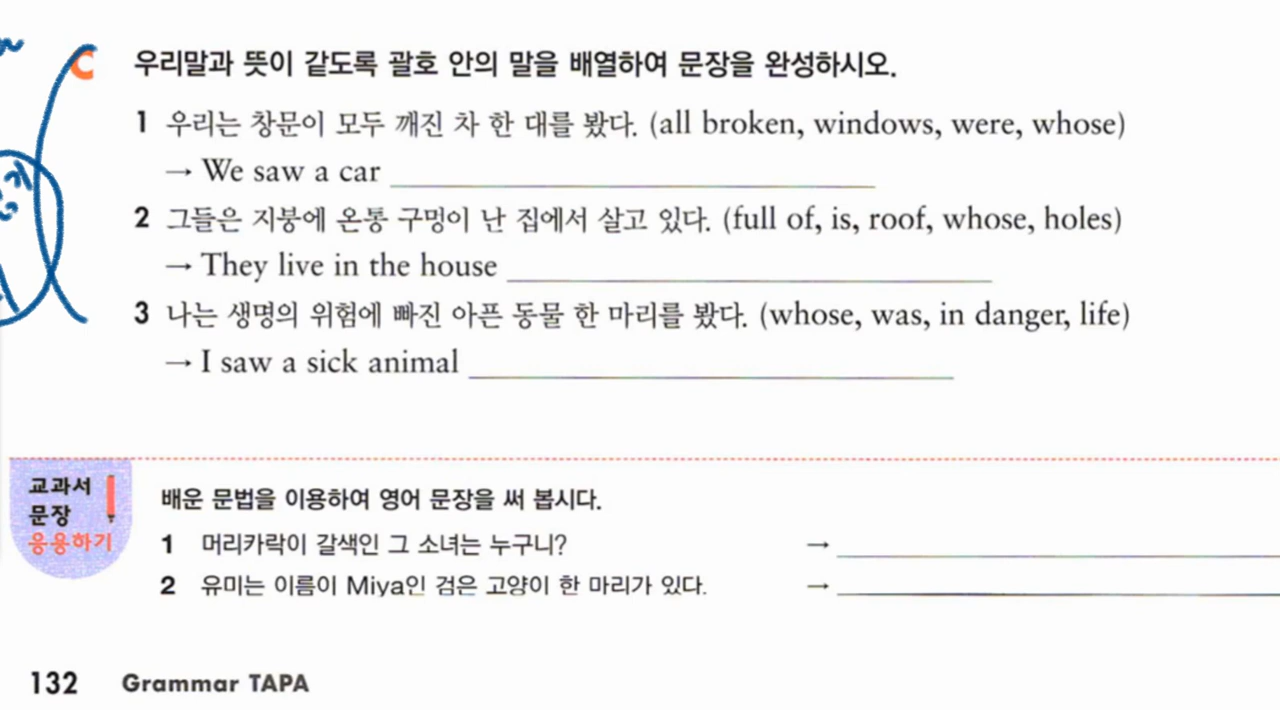 C 우리말과 뜻이 같도록 괄호 안의 말을 배열하여 문장을 완성하시오.
1 우리는 창문이 모두 깨진 차 한 대를 봤다. (all broken, windows, were, whose)
→ We saw a car
2 그들은 지붕에 온통 구멍이 난 집에서 살고 있다. (full of, is, roof, whose, holes)
→ They live in the house
3 나는 생명의 위험에 빠진 아픈 동물 한 마리를 봤다. (whose, was, in danger, life)
→ I saw a sick animal
교과서
문장
응용하기
배운 문법을 이용하여 영어 문장을 써 봅시다.
1 머리카락이 갈색인 그 소녀는 누구니? →
2 유미는 이름이 Miya인 검은 고양이 한 마리가 있다. →
132 Grammar TAPA